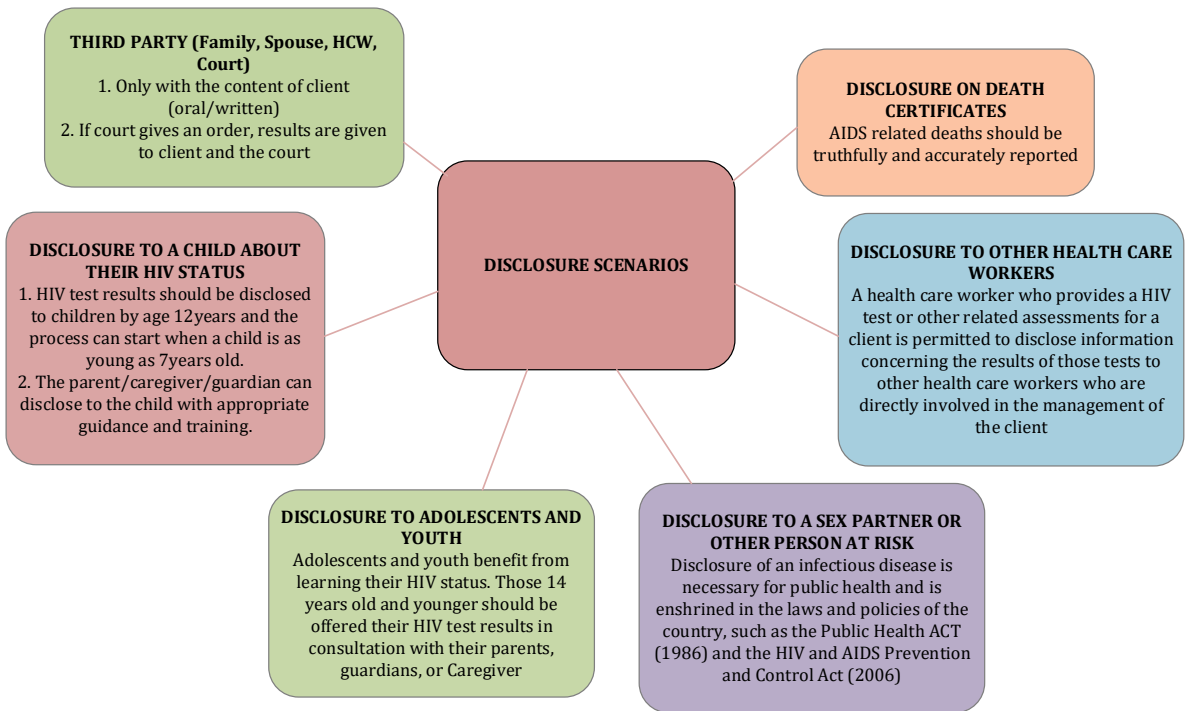 THIRD PARTY (Family, Spouse, HCW,
Court)
1. Only with the content of client
(oral/written)
2. If court gives an order, results are given
to client and the court
DISCLOSURE ON DEATH
CERTIFICATES
AIDS related deaths should be
truthfully and accurately reported
DISCLOSURE SCENARIOS
DISCLOSURE TO A CHILD ABOUT
THEIR HIV STATUS
1. HIV test results should be disclosed
to children by age 12years and the
process can start when a child is as
young as 7years old.
2. The parent/caregiver/guardian can
disclose to the child with appropriate
guidance and training.
DISCLOSURE TO OTHER HEALTH CARE
WORKERS
A health care worker who provides a HIV
test or other related assessments for a
client is permitted to disclose information
concerning the results of those tests to
other health care workers who are
directly involved in the management of
the client
DISCLOSURE TO ADOLESCENTS AND
YOUTH
Adolescents and youth benefit from
learning their HIV status. Those 14
years old and younger should be
offered their HIV test results in
consultation with their parents,
guardians, or Caregiver
DISCLOSURE TO A SEX PARTNER OR
OTHER PERSON AT RISK
Disclosure of an infectious disease is
necessary for public health and is
enshrined in the laws and policies of the
country, such as the Public Health ACT
(1986) and the HIV and AIDS Prevention
and Control Act (2006)